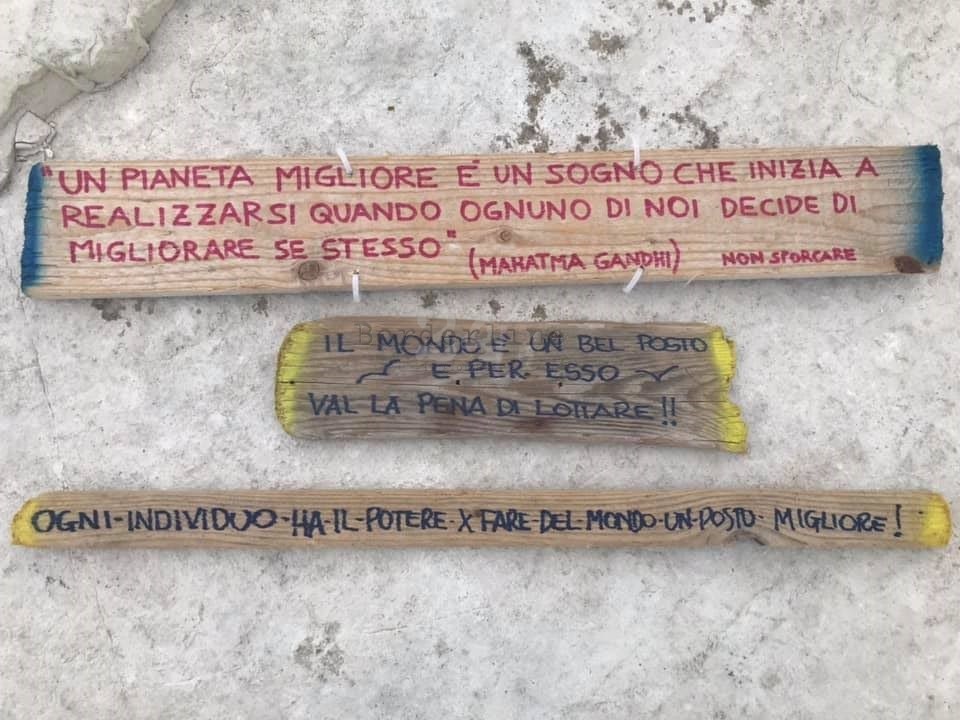 "UN PIANETA MIGLIORE É UN SOGNO CHE INIZIA A
REALIZZARSI QUANDO OGNUNO DI NOI DECIDE DI
MIGLIORARE SE STESSO"
(MAHATMA GANDHI) NON SPORCARE
Borderline
IL MONDO È UN BEL POSTO
E PER ESSO
VAL LA PENA DI LOTTARE!!
OGNI-INDIVIDUO-HA-IL-POTERE-X FARE-DEL-MONDO-UN-POSTO- MIGLIORE!